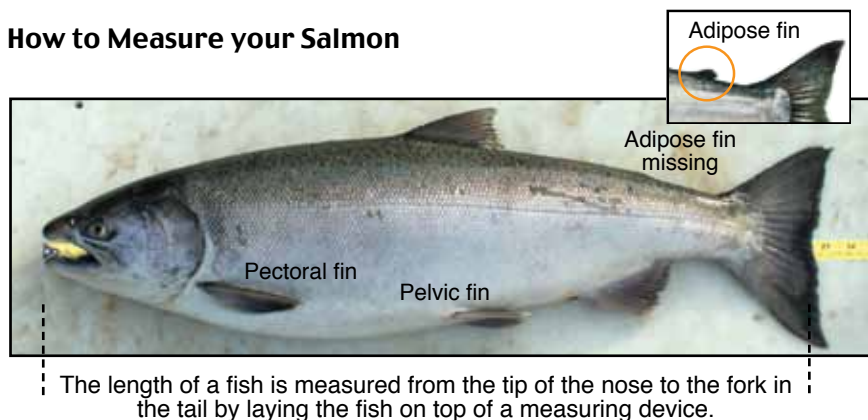 How to Measure your Salmon
Adipose fin
Adipose fin
missing
Pectoral fin
Pelvic fin
The length of a fish is measured from the tip of the nose to the fork in
the tail by laying the fish on top of a measuring device.